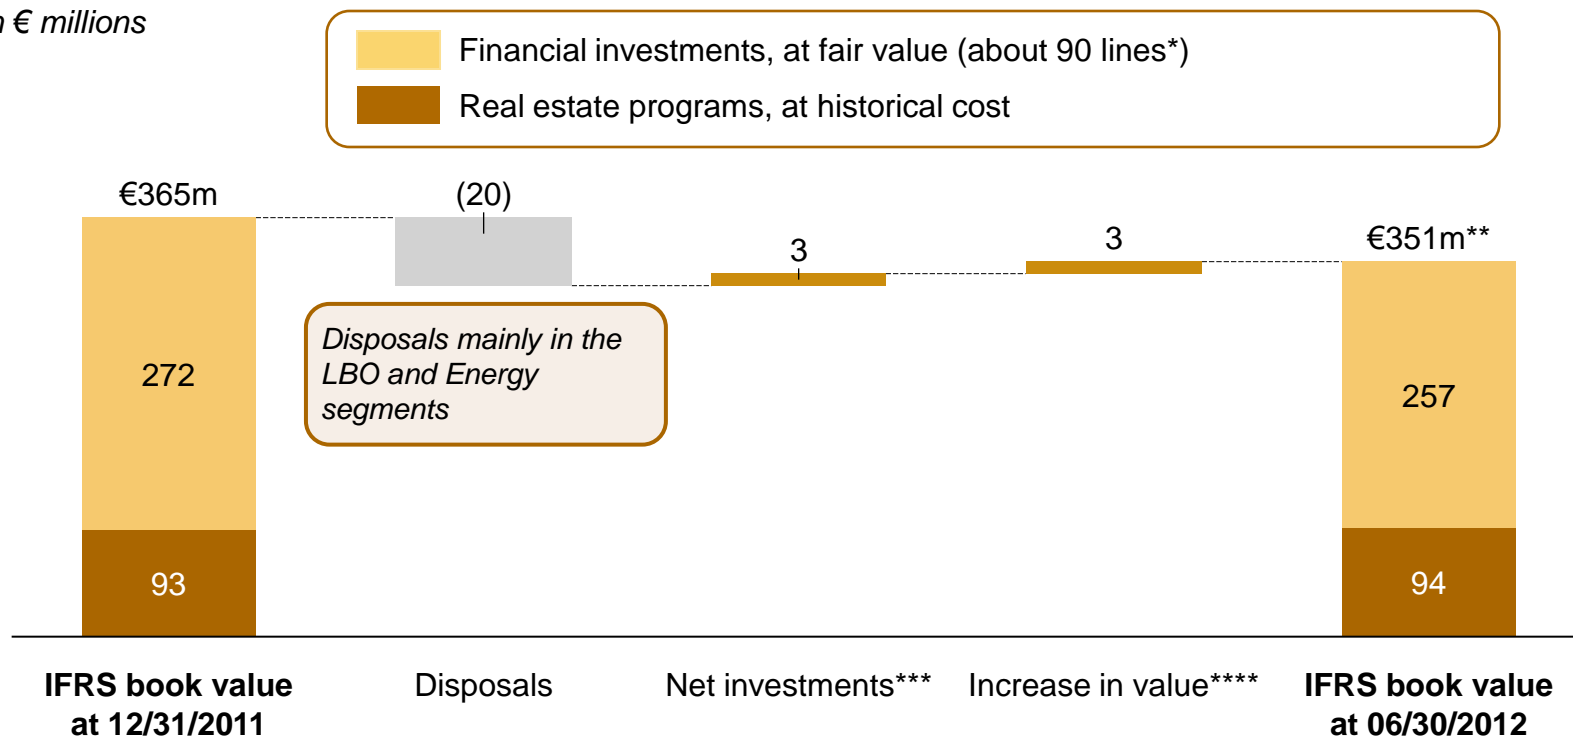 € millions
Financial investments, at fair value (about 90 lines*)
Real estate programs, at historical cost
€365m
(20)
3
3
€351m**
Disposals mainly in the
LBO and Energy
segments
272
257
93
94
IFRS book value
at 12/31/2011
Disposals
Net investments***
Increase in value****
IFRS book value
at 06/30/2012